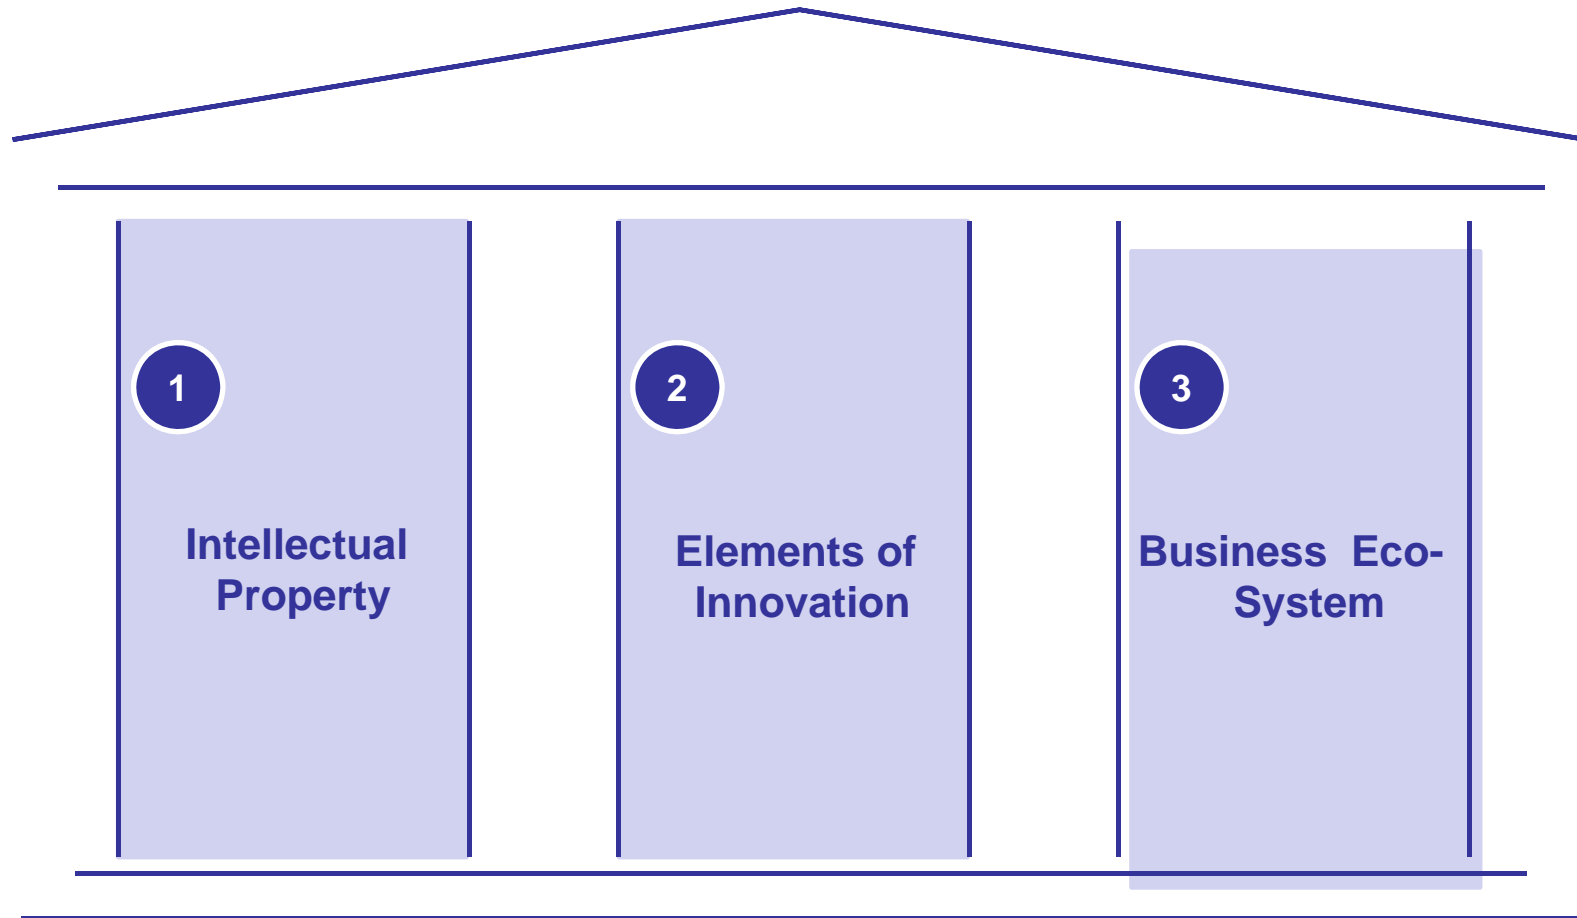 1
Intellectual
Property
2
Elements of
Innovation
3
Business  Eco-
System